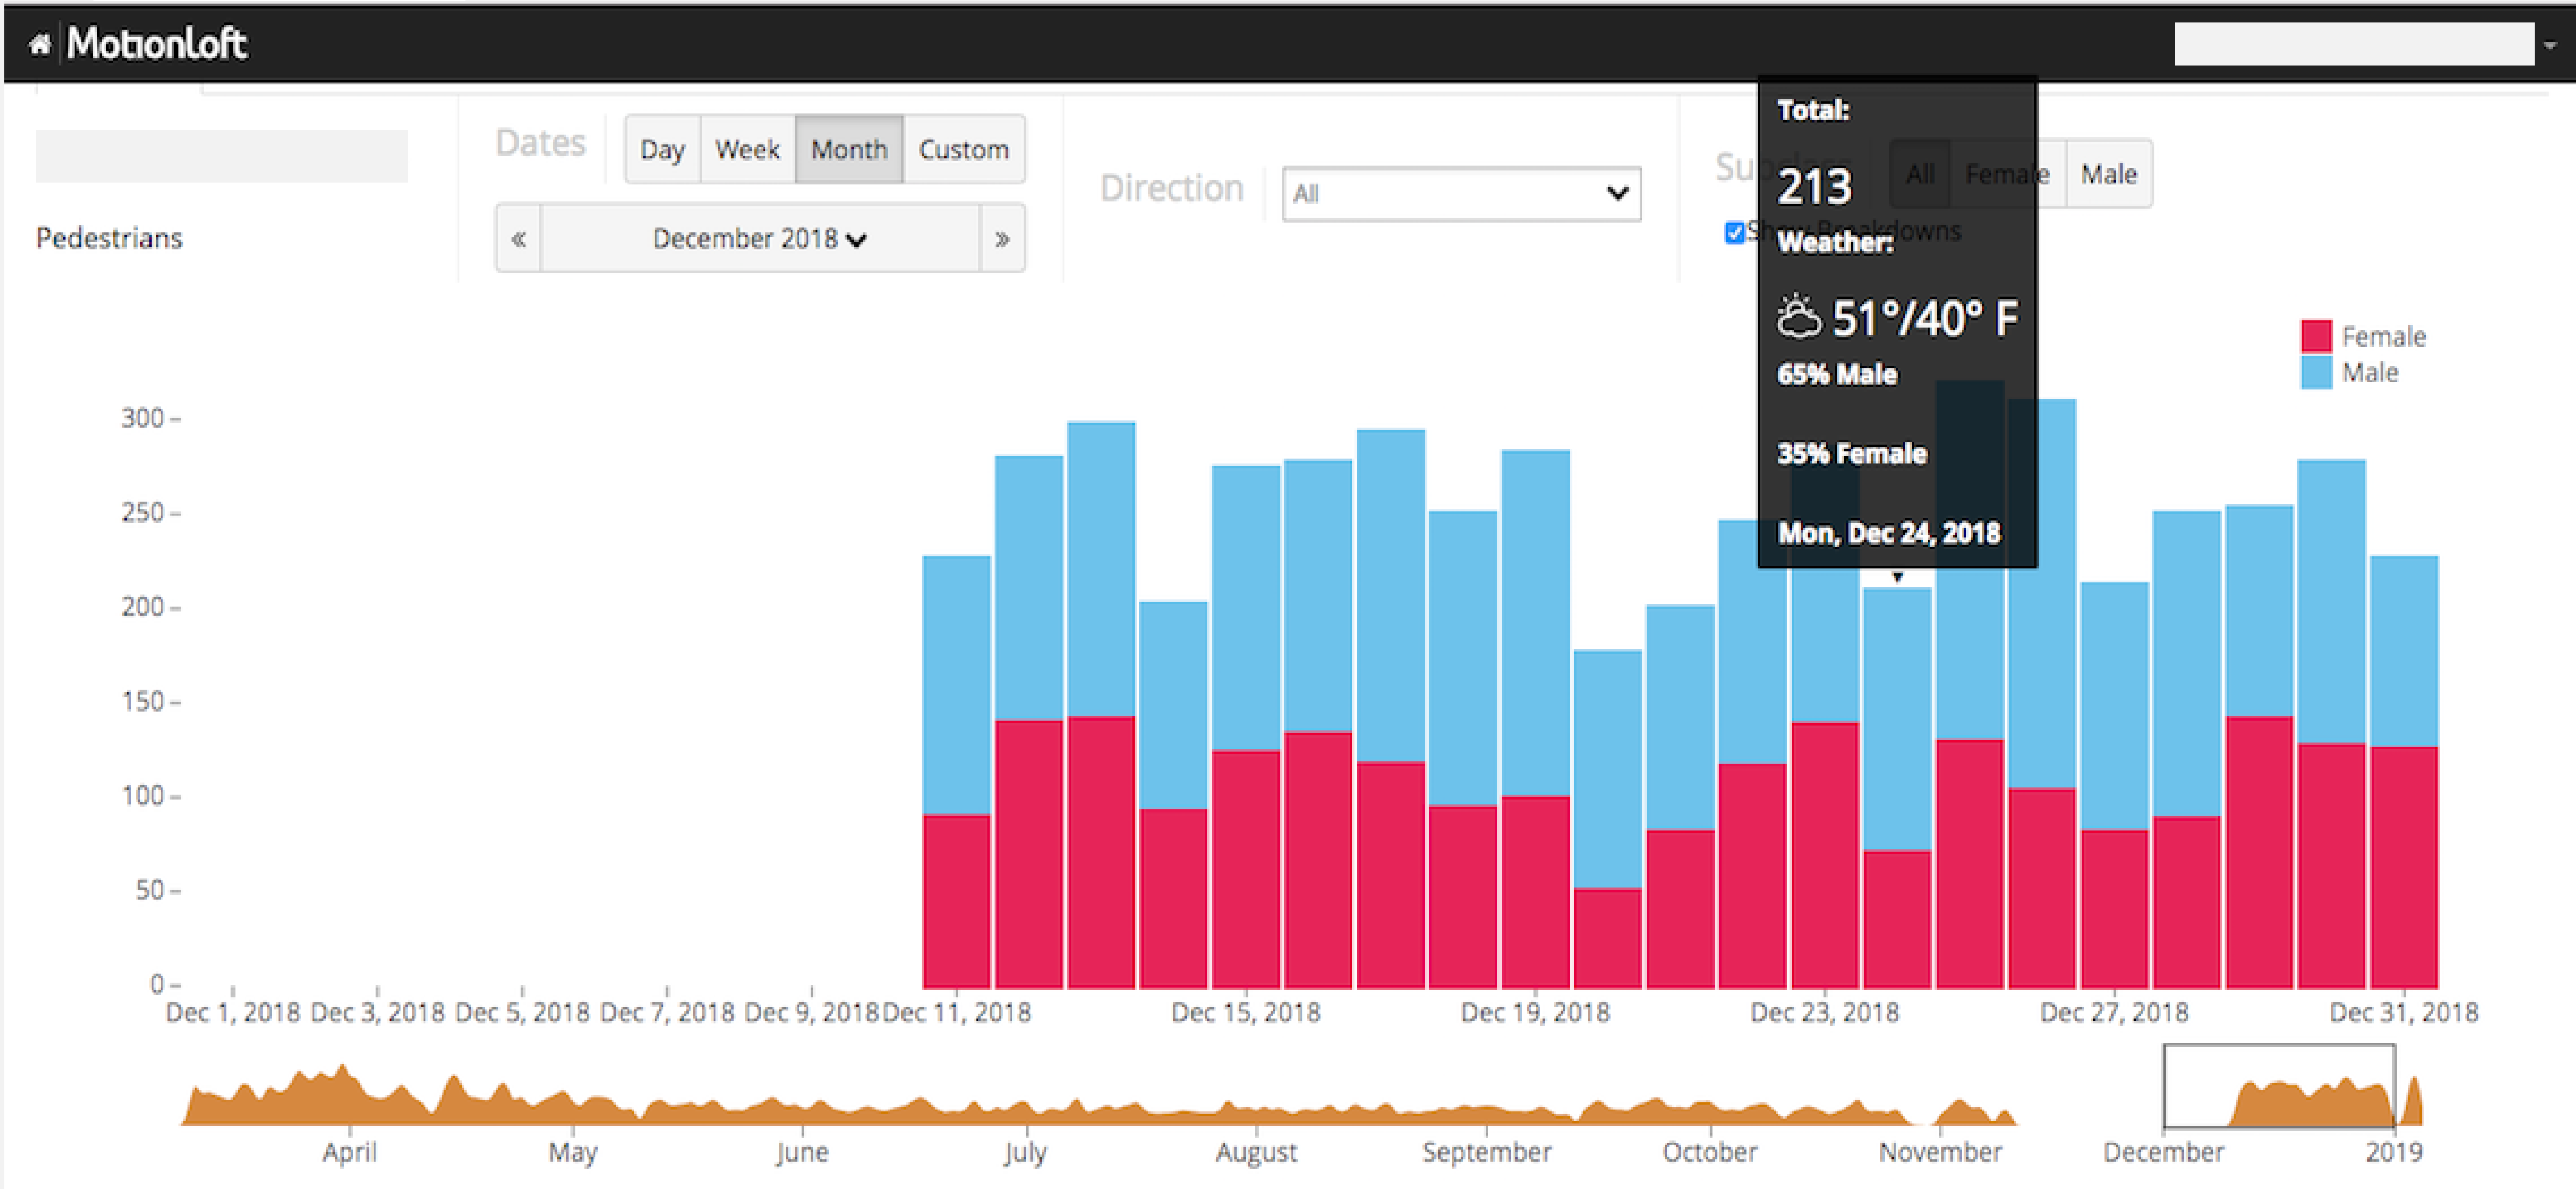 Motionloft
Dates
Day Week Month Custom
« December 2018 »
Pedestrians
Direction
All
All Female Male
Show Breakdowns
Total:
213
Weather:
51°/40° F
65% Male
35% Female
Mon, Dec 24, 2018
Female
Male
300
250
200
150
100
50
0
Dec 1, 2018 Dec 3, 2018 Dec 5, 2018 Dec 7, 2018 Dec 9, 2018 Dec 11, 2018 Dec 15, 2018 Dec 19, 2018 Dec 23, 2018 Dec 27, 2018 Dec 31, 2018
April May June July August September October November December 2019